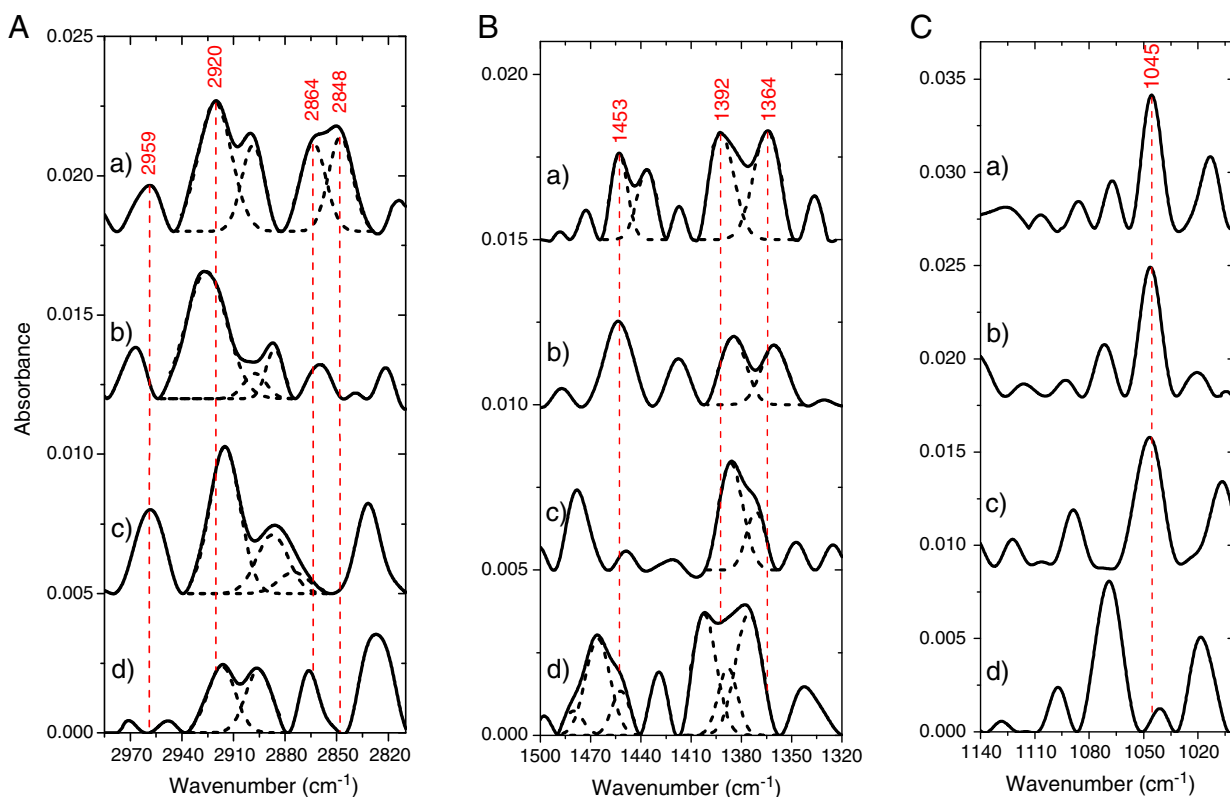 A
B
C
0.025
0.020
0.015
0.010
0.005
0.000
Absorbance
2959
2920
2864
2848
a)
b)
c)
d)
2970 2940 2910 2880 2850 2820
Wavenumber (cm-1)
0.020
0.015
0.010
0.005
0.000
1453
1392
1364
a)
b)
c)
d)
1500 1470 1440 1410 1380 1350 1320
Wavenumber (cm-1)
0.035
0.030
0.025
0.020
0.015
0.010
0.005
0.000
1045
a)
b)
c)
d)
1140 1110 1080 1050 1020
Wavenumber (cm-1)